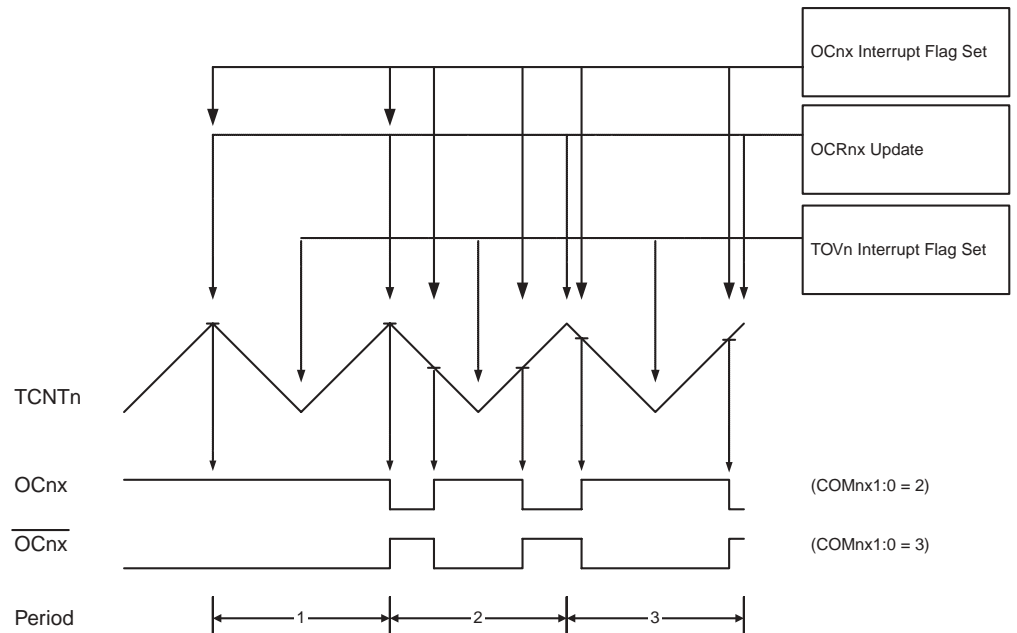 OCnx Interrupt Flag Set
OCRnx Update
TOVn Interrupt Flag Set
TCNTn
OCnx
(COMnx1:0 = 2)
OCnx
(COMnx1:0 = 3)
Period
1
2
3